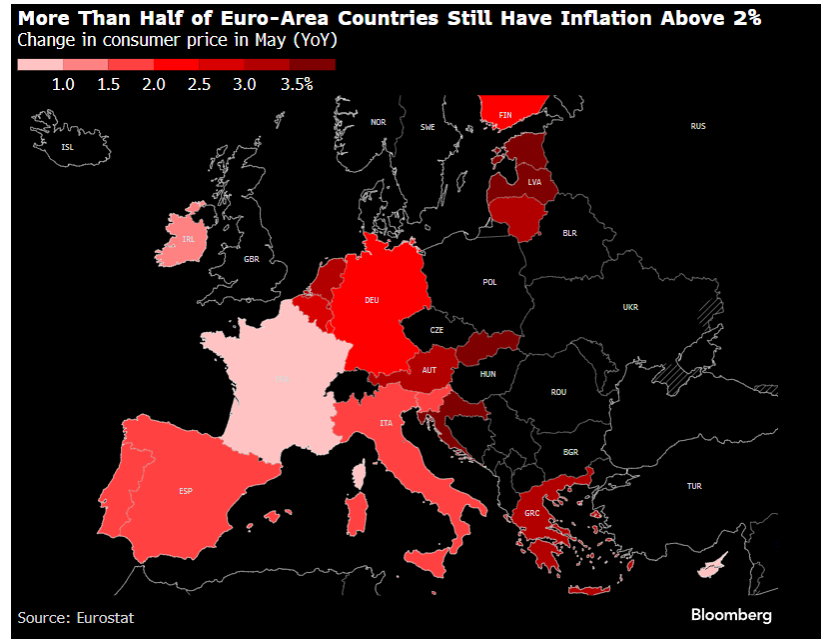 More Than Half of Euro-Area Countries Still Have Inflation Above 2%
Change in consumer price in May (YoY)
1.0 1.5 2.0 2.5 3.0 3.5%
FIN
NOR
SWE
RUS
ISL
LVA
BLR
IRL
GBR
POL
DEU
UKR
CZE
AUT
HUN
ROU
ITA
BGR
ESP
TUR
GRC
Source: Eurostat
Bloomberg